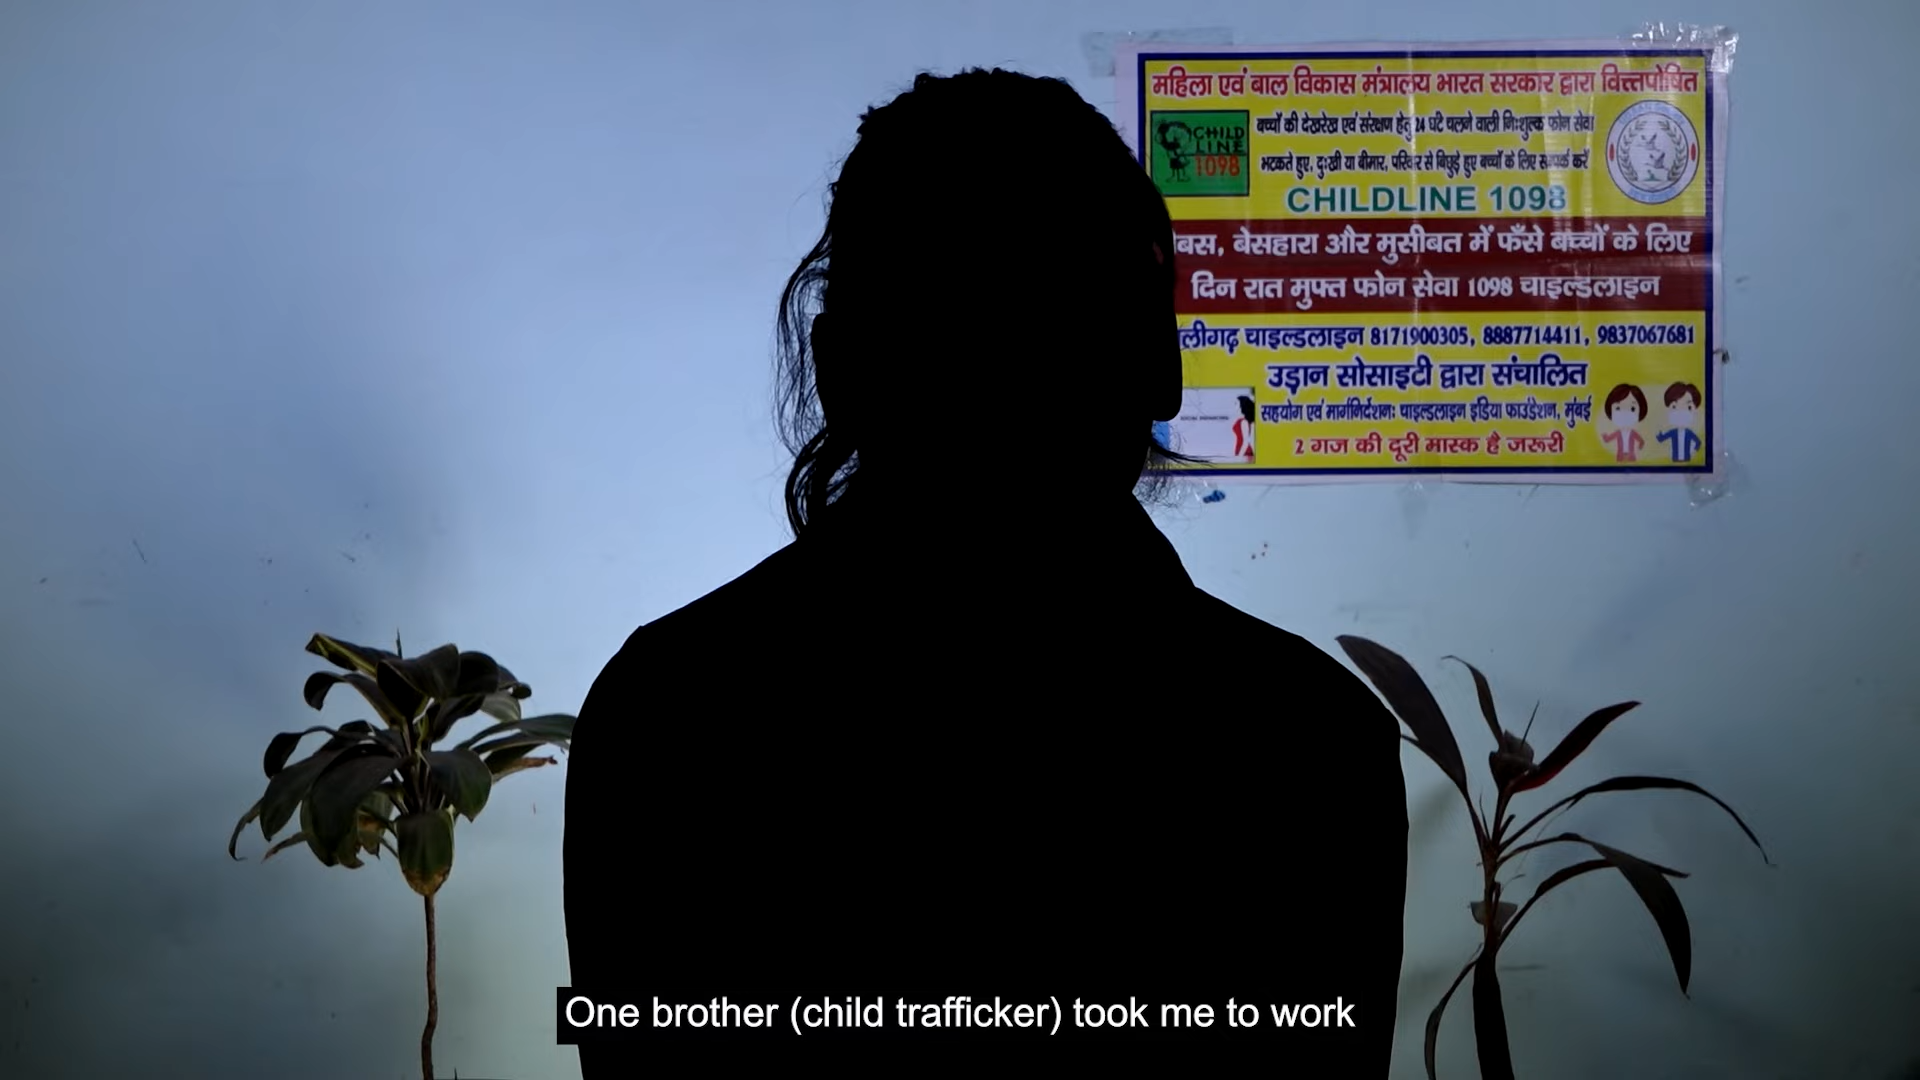 महिला एवं बाल विकास मंत्रालय भारत सरकार द्वारा वित्तपोषित
CHILD
LINE
1098
बच्चों की देखरेख एवं संरक्षण हेतु 24 घंटे चलने वाली निःशुल्क फोन सेवा
भटकते हुए, दुःखी या बीमार, परिवार से बिछुड़े हुए बच्चों के लिए सम्पर्क करें
CHILDLINE 1098
बस, बेसहारा और मुसीबत में फँसे बच्चों के लिए
दिन रात मुफ्त फोन सेवा 1098 चाइल्डलाइन
लीगढ़ चाइल्डलाइन 8171900305, 8887714411, 9837067681
उड़ान सोसाइटी द्वारा संचालित
सहयोग एवं मार्गनिर्देशनः चाइल्डलाइन इंडिया फाउंडेशन, मुंबई
2 गज की दूरी मास्क है जरूरी
One brother (child trafficker) took me to work